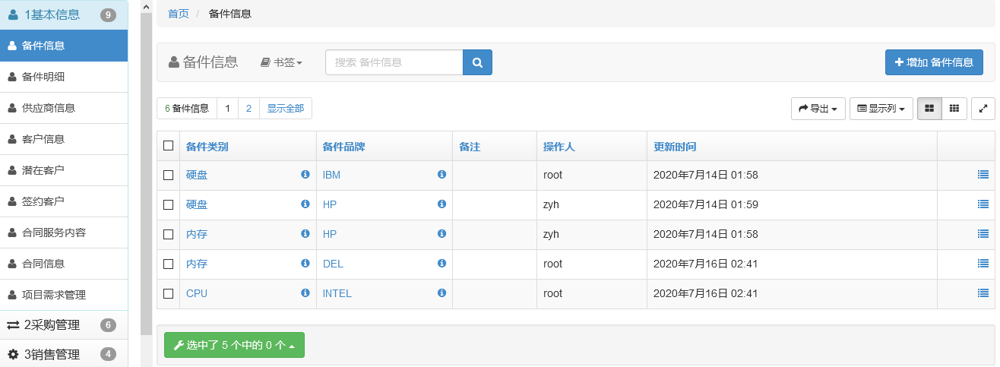 1基本信息 9
备件信息
备件明细
供应商信息
客户信息
潜在客户
签约客户
合同服务内容
合同信息
项目需求管理
2采购管理 6
3销售管理 4
首页 / 备件信息
备件信息 书签 搜索 备件信息 增加 备件信息
6 备件信息 1 2 显示全部 导出 显示列
备件类别 备件品牌 备注 操作人 更新时间
硬盘 IBM root 2020年7月14日 01:58
硬盘 HP zyh 2020年7月14日 01:59
内存 HP zyh 2020年7月14日 01:58
内存 DEL root 2020年7月16日 02:41
CPU INTEL root 2020年7月16日 02:41
选中了 5 个中的 0 个